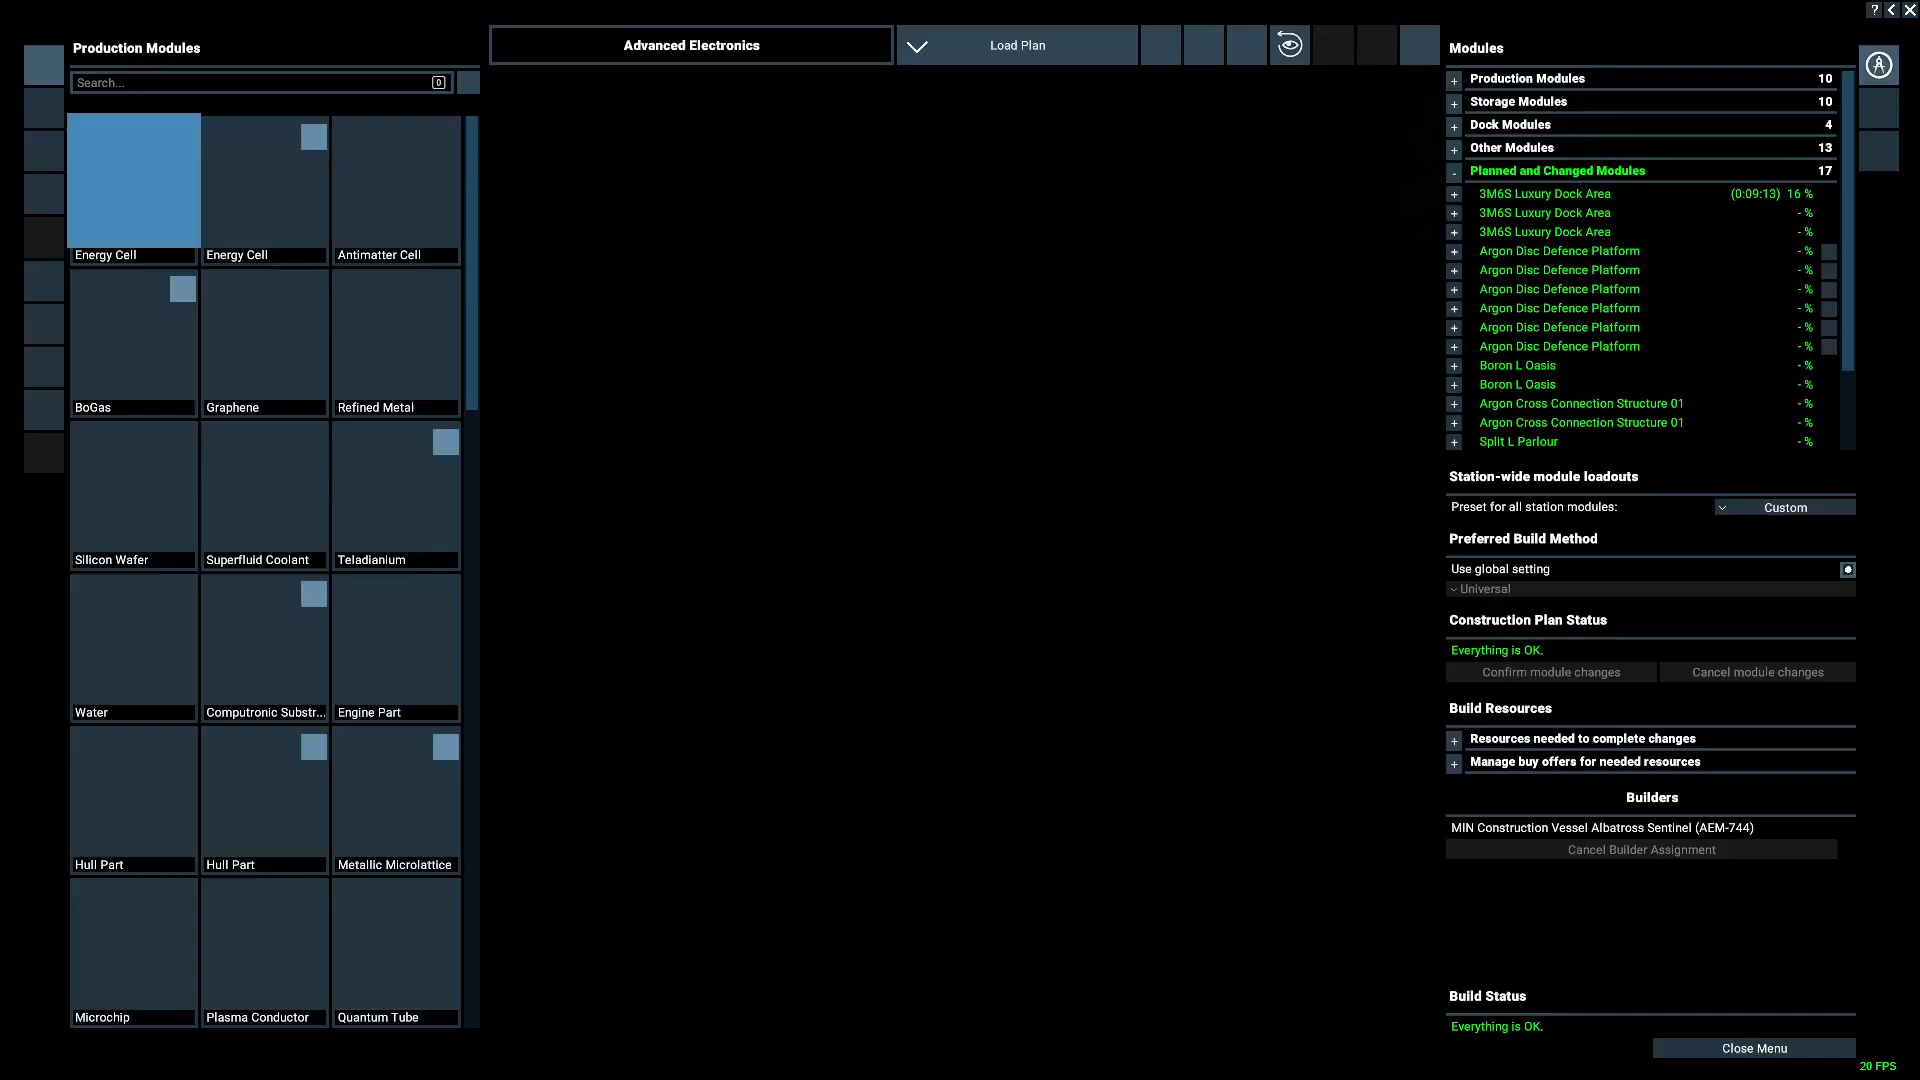 ?
Production Modules
Search...
0
Energy Cell
Energy Cell
Antimatter Cell
BoGas
Graphene
Refined Metal
Silicon Wafer
Superfluid Coolant
Teladianium
Water
Computronic Substr...
Engine Part
Hull Part
Hull Part
Metallic Microlattice
Microchip
Plasma Conductor
Quantum Tube
Advanced Electronics
Load Plan
Modules
+ Production Modules 10
+ Storage Modules 10
+ Dock Modules 4
+ Other Modules 13
- Planned and Changed Modules 17
+ 3M6S Luxury Dock Area (0:09:13) 16 %
+ 3M6S Luxury Dock Area - %
+ 3M6S Luxury Dock Area - %
+ Argon Disc Defence Platform - %
+ Argon Disc Defence Platform - %
+ Argon Disc Defence Platform - %
+ Argon Disc Defence Platform - %
+ Argon Disc Defence Platform - %
+ Argon Disc Defence Platform - %
+ Boron L Oasis - %
+ Boron L Oasis - %
+ Argon Cross Connection Structure 01 - %
+ Argon Cross Connection Structure 01 - %
+ Split L Parlour - %
Station-wide module loadouts
Preset for all station modules: Custom
Preferred Build Method
Use global setting
Universal
Construction Plan Status
Everything is OK.
Confirm module changes Cancel module changes
Build Resources
+ Resources needed to complete changes
+ Manage buy offers for needed resources
Builders
MIN Construction Vessel Albatross Sentinel (AEM-744)
Cancel Builder Assignment
Build Status
Everything is OK.
Close Menu
20 FPS